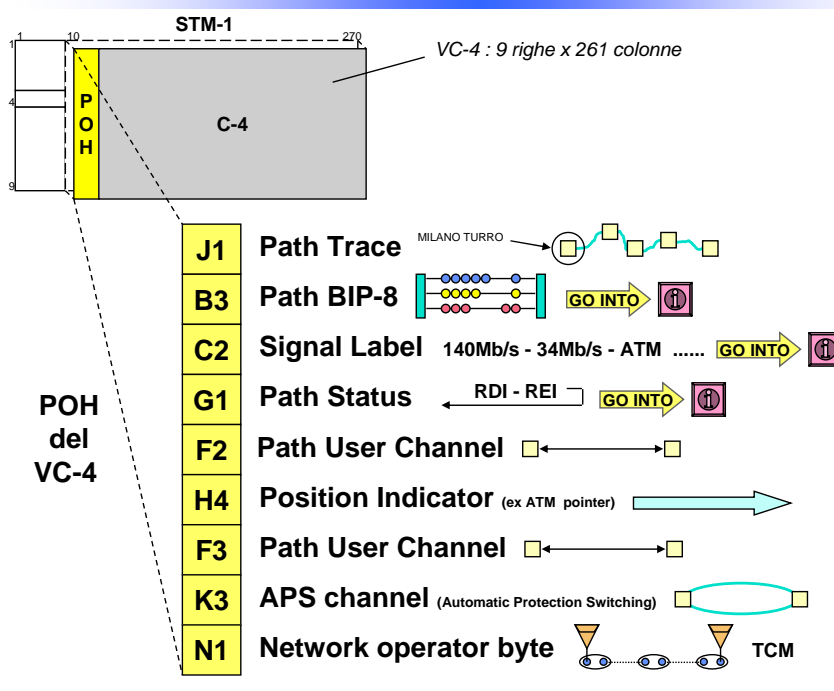 STM-1
1 10 270
1
4
9
P
O
H
C-4
VC-4 : 9 righe x 261 colonne
POH
del
VC-4
J1 Path Trace MILANO TURRO
B3 Path BIP-8 GO INTO i
C2 Signal Label 140Mb/s - 34Mb/s - ATM ...... GO INTO i
G1 Path Status RDI - REI GO INTO i
F2 Path User Channel
H4 Position Indicator (ex ATM pointer)
F3 Path User Channel
K3 APS channel (Automatic Protection Switching)
N1 Network operator byte TCM